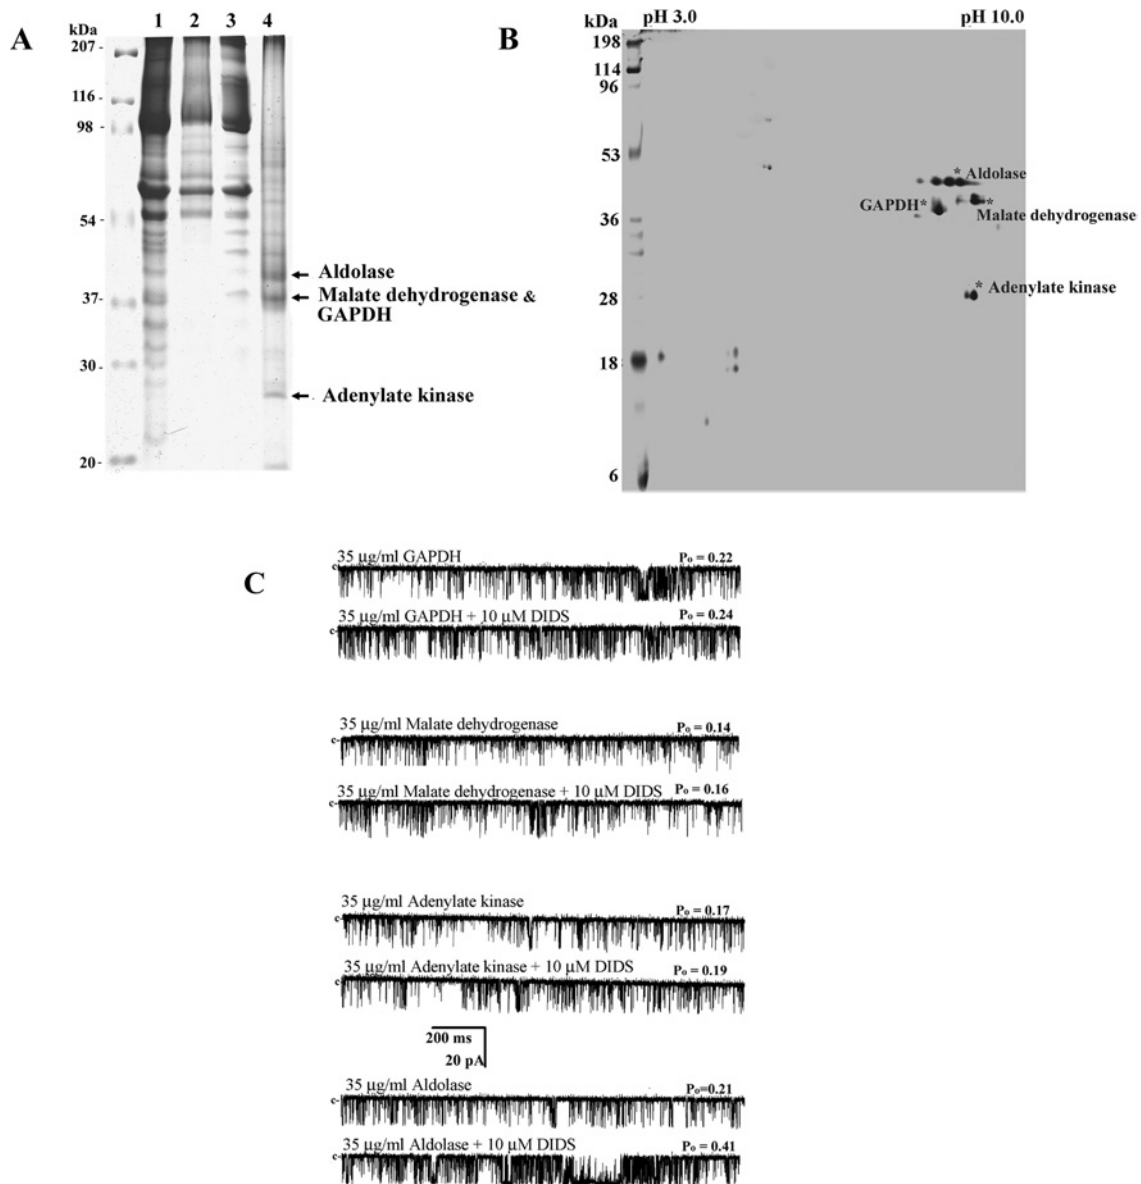 A
kDa
1 2 3 4
207-
116 -
98 -
54 -
37-
30 -
20-
Aldolase
Malate dehydrogenase &
GAPDH
Adenylate kinase
B
kDa
pH 3.0 pH 10.0
198
114
96
53
36
28
18
6
* Aldolase
GAPDH*
*
Malate dehydrogenase
* Adenylate kinase
C
35 µg/ml GAPDH Po = 0.22
c-
35 µg/ml GAPDH + 10 µM DIDS Po = 0.24
c-
35 µg/ml Malate dehydrogenase Po = 0.14
c-
35 µg/ml Malate dehydrogenase + 10 µM DIDS Po = 0.16
c-
35 µg/ml Adenylate kinase Po = 0.17
c-
35 µg/ml Adenylate kinase + 10 µM DIDS Po = 0.19
c-
200 ms
20 pA
35 µg/ml Aldolase Po=0.21
c-
35 µg/ml Aldolase + 10 µM DIDS Po = 0.41
c-